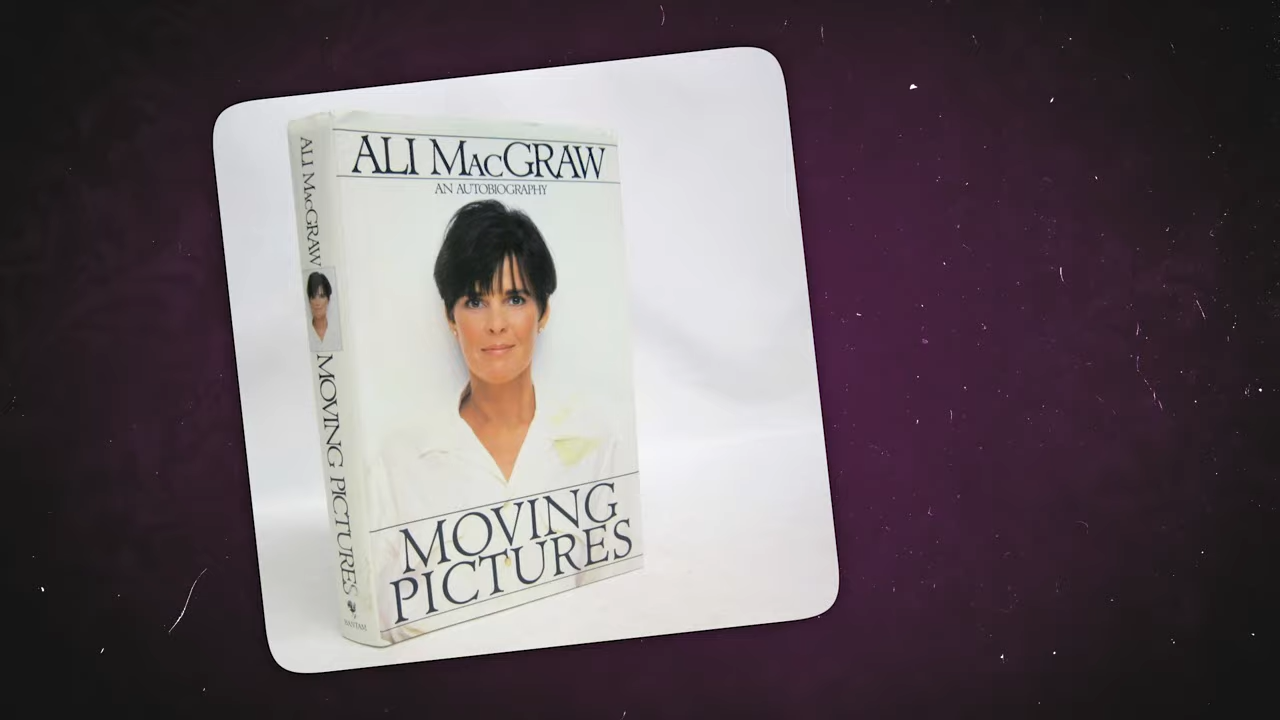 ALI MACGRAW
AN AUTOBIOGRAPHY
MOVING
PICTURES
ALI MACGRAW
MOVING PICTURES
BANTAM